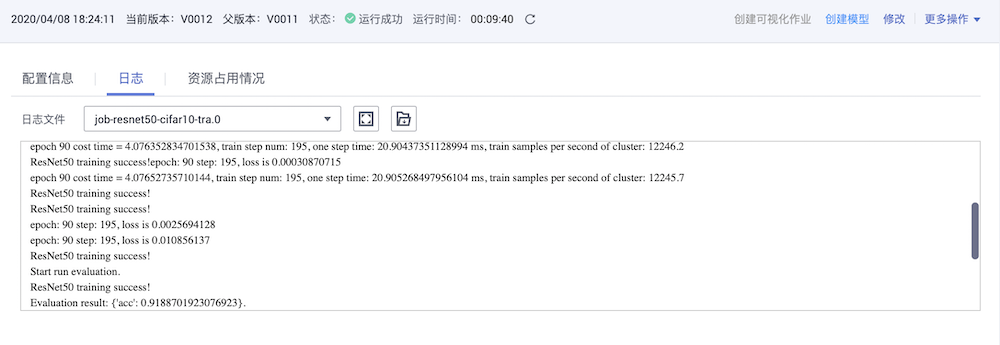 2020/04/08 18:24:11 当前版本：V0012 父版本：V0011 状态： 运行成功 运行时间： 00:09:40 创建可视化作业 创建模型 修改 更多操作
配置信息 日志 资源占用情况
日志文件 job-resnet50-cifar10-tra.0
epoch 90 cost time = 4.076352834701538, train step num: 195, one step time: 20.90437351128994 ms, train samples per second of cluster: 12246.2
ResNet50 training success!epoch: 90 step: 195, loss is 0.00030870715
epoch 90 cost time = 4.07652735710144, train step num: 195, one step time: 20.905268497956104 ms, train samples per second of cluster: 12245.7
ResNet50 training success!
ResNet50 training success!
epoch: 90 step: 195, loss is 0.0025694128
epoch: 90 step: 195, loss is 0.010856137
ResNet50 training success!
Start run evaluation.
ResNet50 training success!
Evaluation result: {'acc': 0.9188701923076923}.